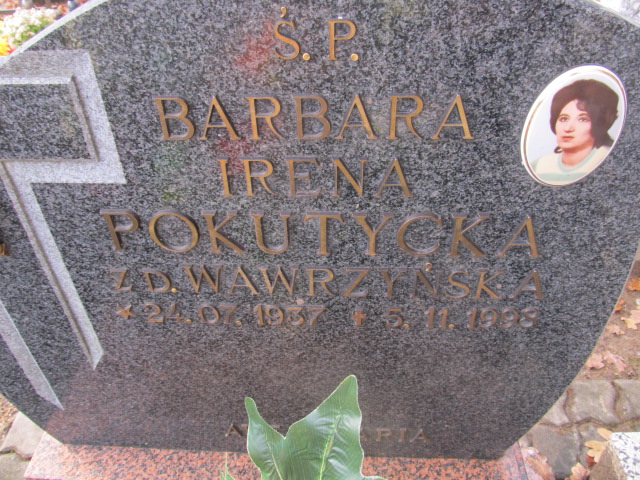 Ś.P.
BARBARA
IRENA
POKUTYCKA
Z D. WAWRZYŃSKA
* 24.07.1937 + 5.11.1998